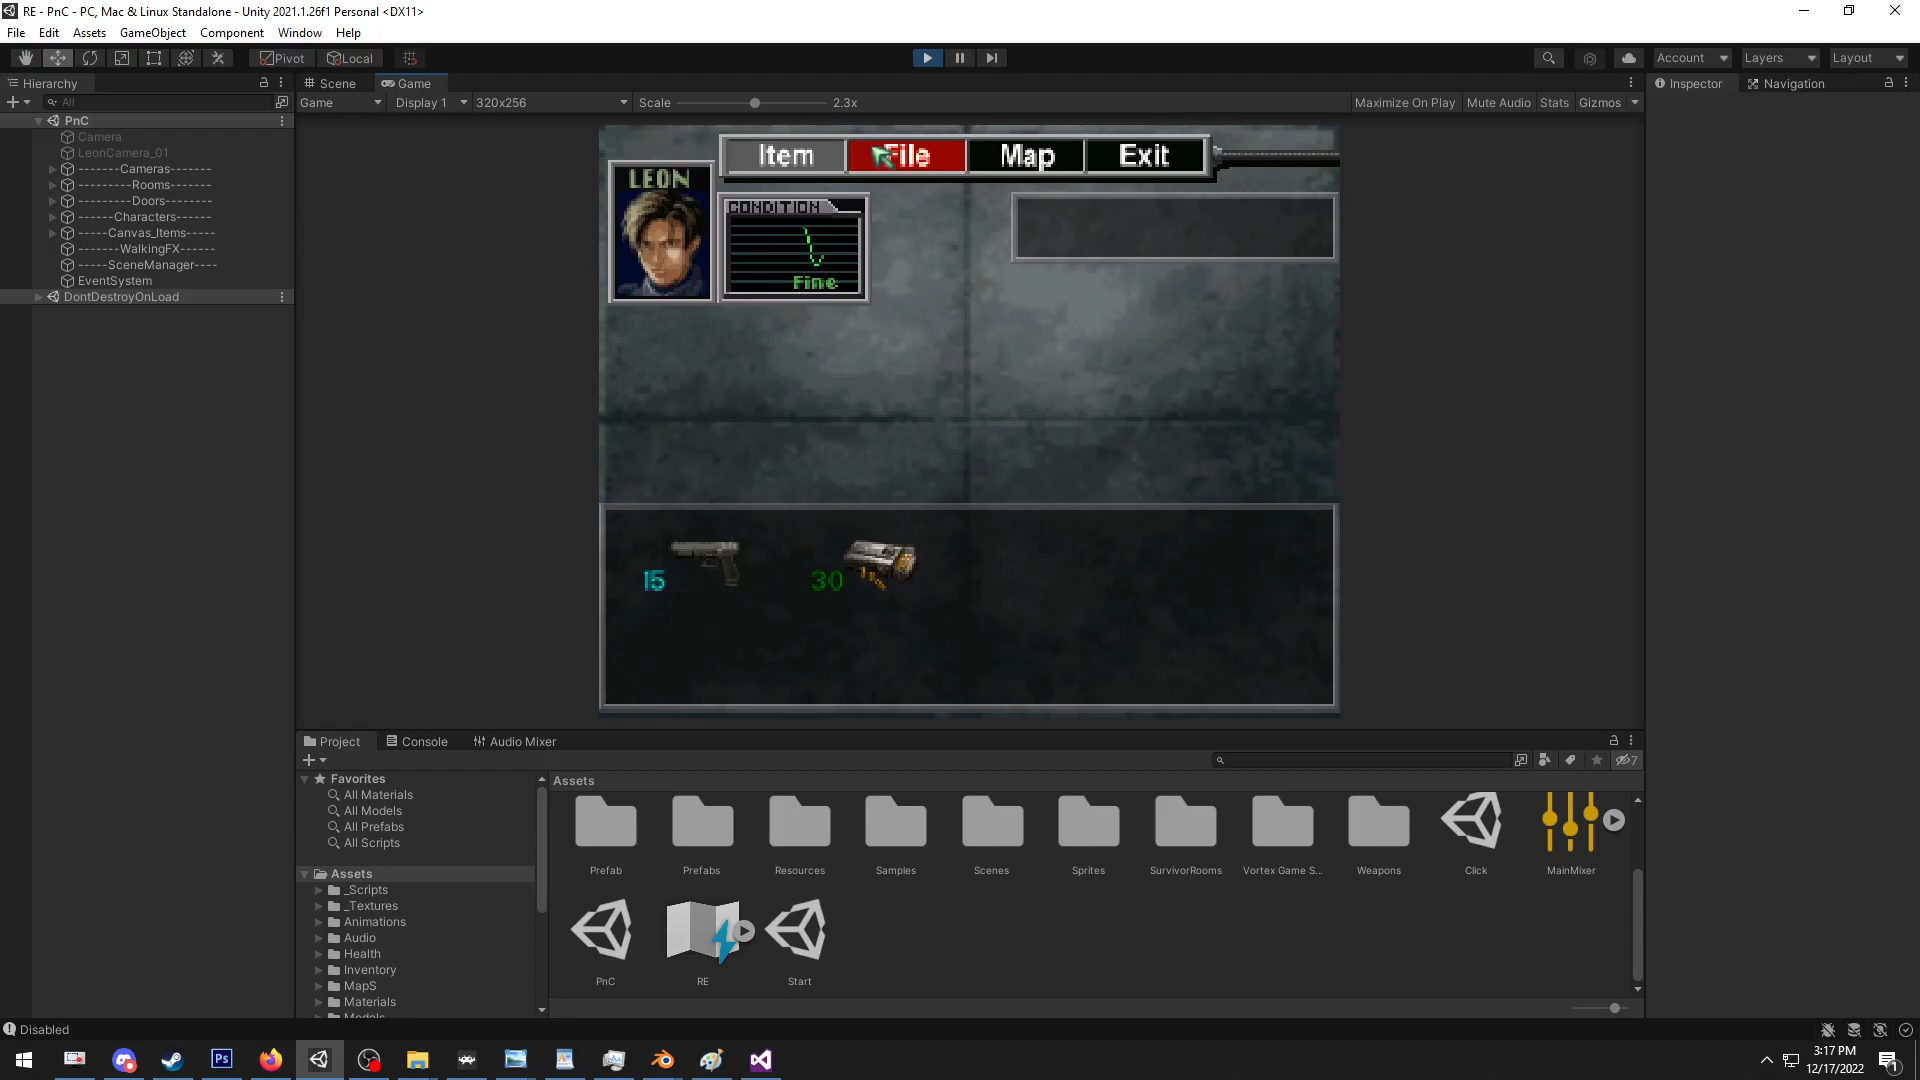 RE - PnC - PC, Mac & Linux Standalone - Unity 2021.1.26f1 Personal <DX11>
File Edit Assets GameObject Component Window Help
Pivot Local Account Layers Layout
Hierarchy Scene Game Inspector Navigation
All Game Display 1 320x256 Scale 2.3x Maximize On Play Mute Audio Stats Gizmos
PnC
Camera
LeonCamera_01
-------Cameras-------
---------Rooms-------
---------Doors--------
------Characters------
-----Canvas_Items-----
-------WalkingFX------
-----SceneManager----
EventSystem
DontDestroyOnLoad
Item File Map Exit
LEON
CONDITION
Fine
15 30
Project Console Audio Mixer
7
Favorites
All Materials
All Models
All Prefabs
All Scripts
Assets
_Scripts
_Textures
Animations
Audio
Health
Inventory
MapS
Materials
Models
Assets
Prefab Prefabs Resources Samples Scenes Sprites SurvivorRooms Vortex Game S... Weapons Click MainMixer
PnC RE Start
Disabled
Ps
3:17 PM
12/17/2022
1